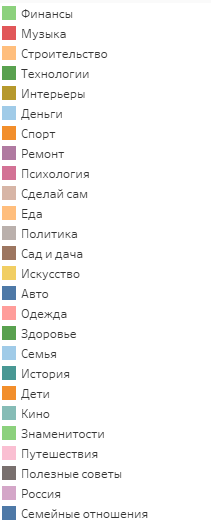 Финансы
Музыка
Строительство
Технологии
Интерьеры
Деньги
Спорт
Ремонт
Психология
Сделай сам
Еда
Политика
Сад и дача
Искусство
Авто
Одежда
Здоровье
Семья
История
Дети
Кино
Знаменитости
Путешествия
Полезные советы
Россия
Семейные отношения